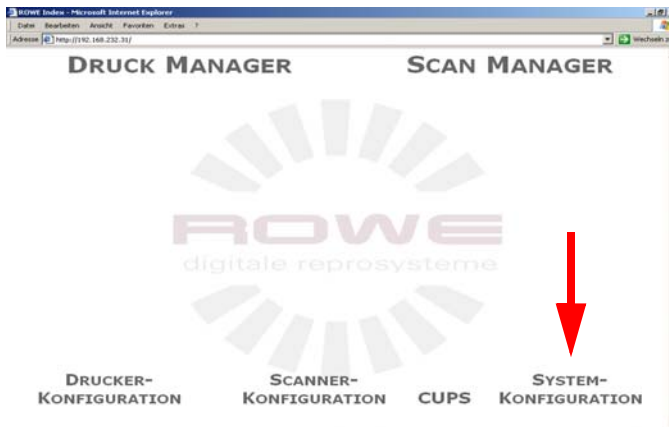 ROWE Index - Microsoft Internet Explorer
Datei Bearbeiten Ansicht Favoriten Extras ?
Adresse http://192.168.232.31/ Wechseln z
DRUCK MANAGER SCAN MANAGER
ROWE
digitale reprosysteme
DRUCKER-
KONFIGURATION
SCANNER-
KONFIGURATION
CUPS
SYSTEM-
KONFIGURATION